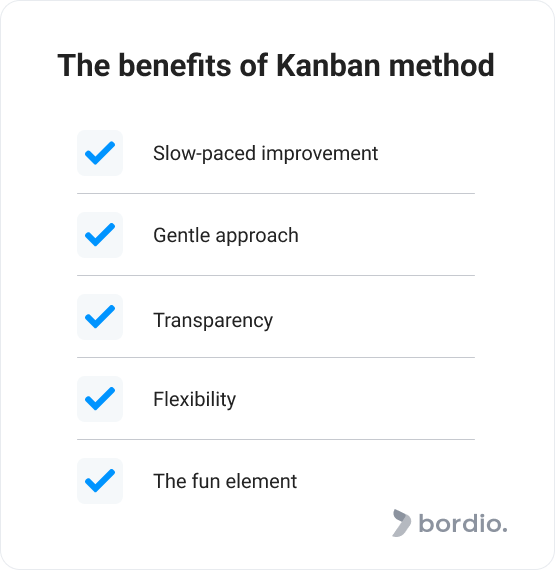 The benefits of Kanban method
Slow-paced improvement
Gentle approach
Transparency
Flexibility
The fun element
bordio.